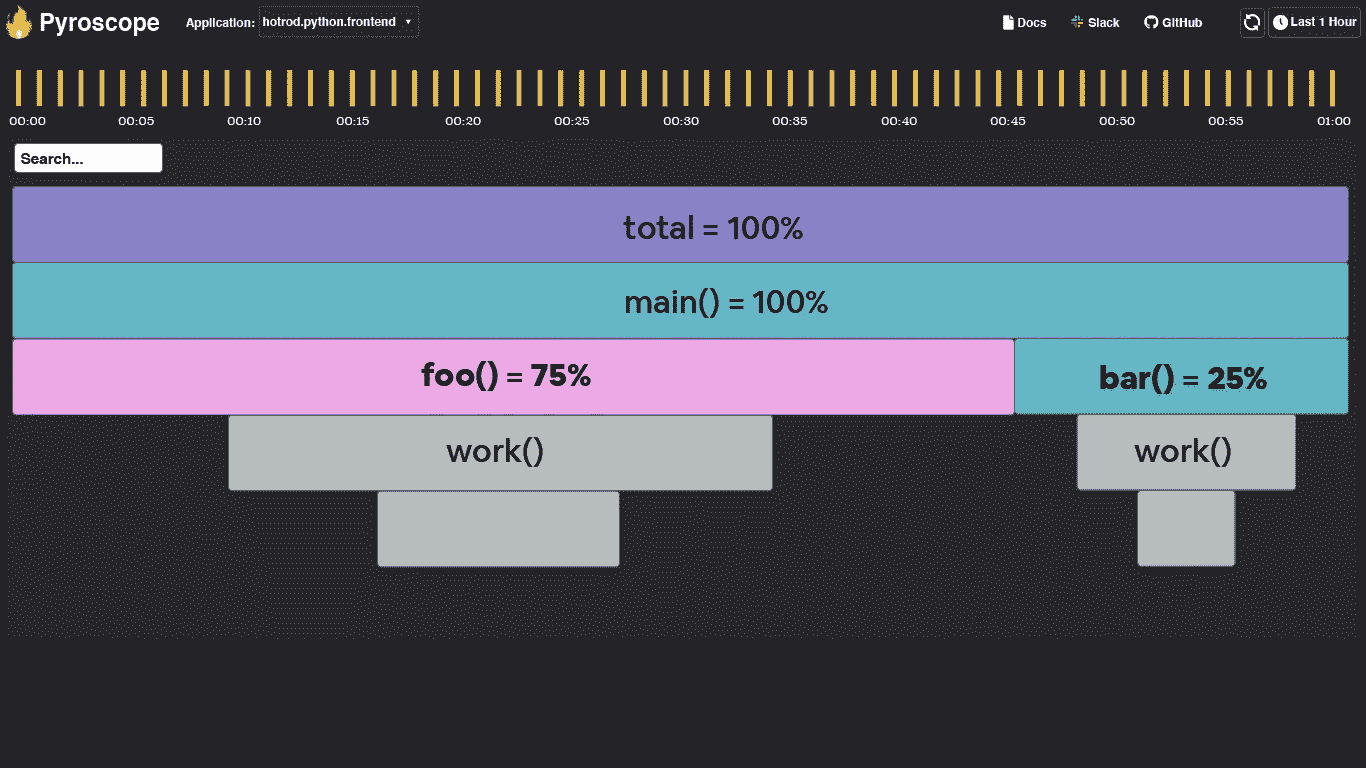 Pyroscope Application: hotrod.python.frontend Docs Slack GitHub Last 1 Hour
00:00 00:05 00:10 00:15 00:20 00:25 00:30 00:35 00:40 00:45 00:50 00:55 01:00
Search...
total = 100%
main() = 100%
foo() = 75% bar() = 25%
work() work()